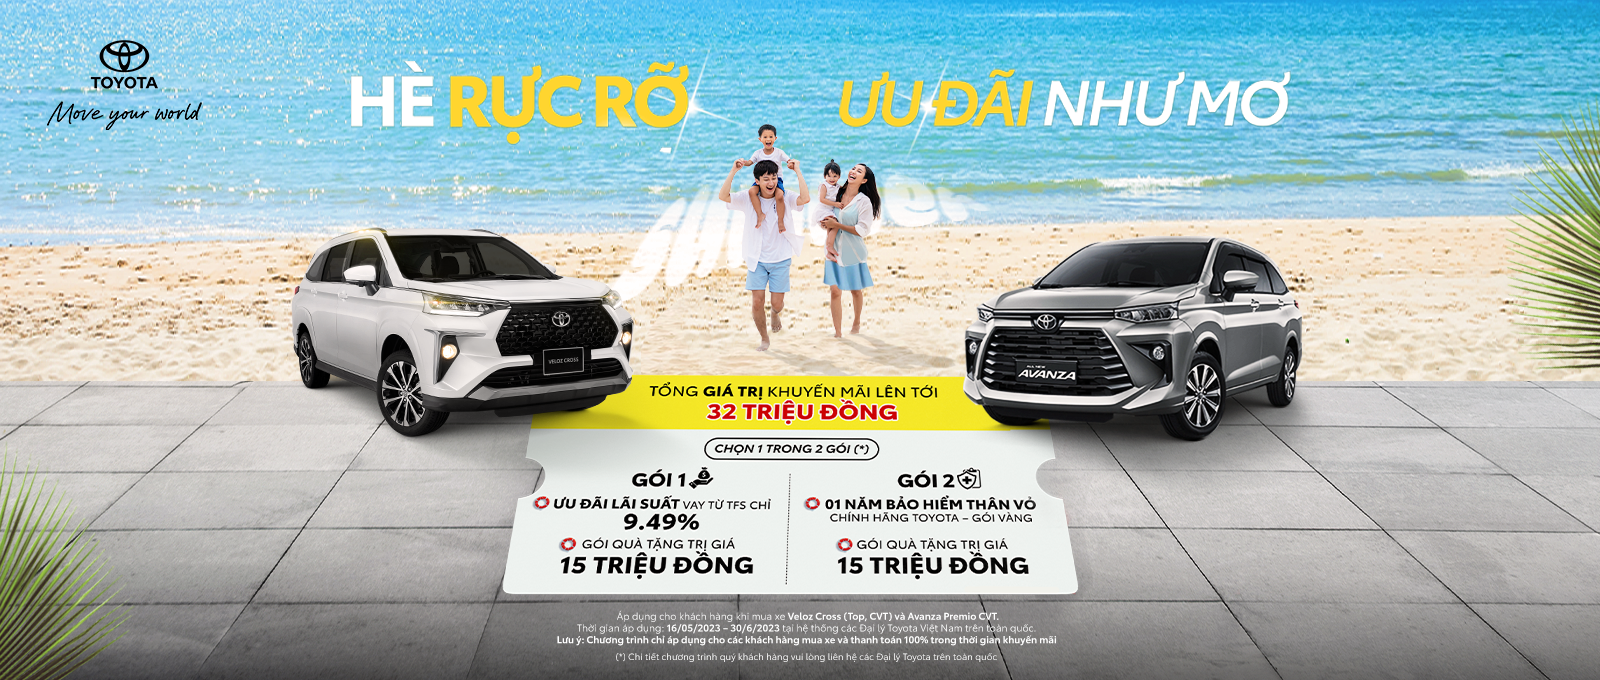 TOYOTA
Move your world
HÈ RỰC RỠ ƯU ĐÃI NHƯ MƠ
Summer
VELOZ CROSS
ALL NEW
AVANZA
TỔNG GIÁ TRỊ KHUYẾN MÃI LÊN TỚI
32 TRIỆU ĐỒNG
CHỌN 1 TRONG 2 GÓI (*)
GÓI 1
ƯU ĐÃI LÃI SUẤT VAY TỪ TFS CHỈ
9.49%
GÓI QUÀ TẶNG TRỊ GIÁ
15 TRIỆU ĐỒNG
GÓI 2
01 NĂM BẢO HIỂM THÂN VỎ
CHÍNH HÃNG TOYOTA – GÓI VÀNG
GÓI QUÀ TẶNG TRỊ GIÁ
15 TRIỆU ĐỒNG
Áp dụng cho khách hàng khi mua xe Veloz Cross (Top, CVT) và Avanza Premio CVT.
Thời gian áp dụng: 16/05/2023 – 30/6/2023 tại hệ thống các Đại lý Toyota Việt Nam trên toàn quốc.
Lưu ý: Chương trình chỉ áp dụng cho các khách hàng mua xe và thanh toán 100% trong thời gian khuyến mãi
(*) Chi tiết chương trình quý khách hàng vui lòng liên hệ các Đại lý Toyota trên toàn quốc